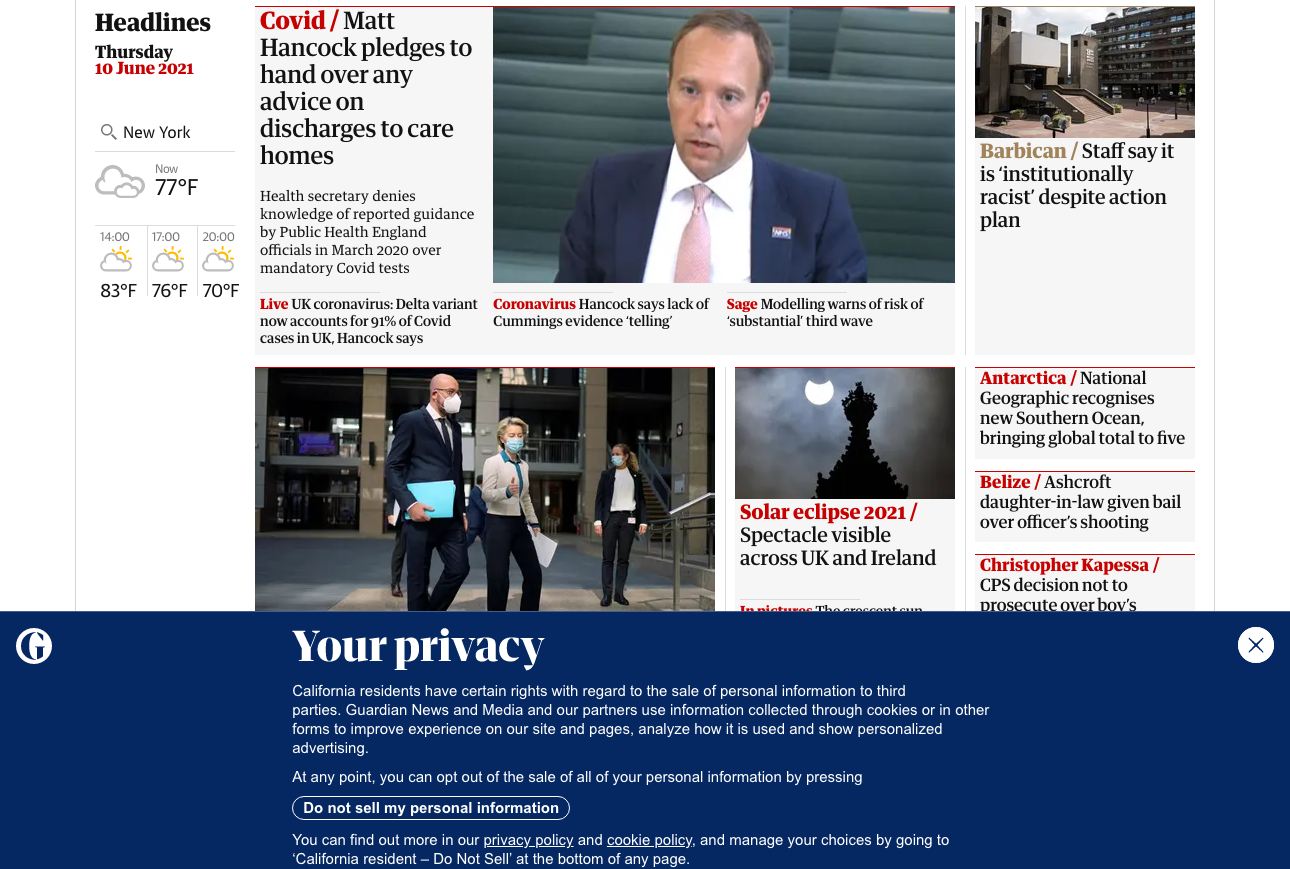 Headlines
Thursday
10 June 2021
New York
Now
77°F
14:00
17:00
20:00
83°F
76°F
70°F
Covid / Matt
Hancock pledges to
hand over any
advice on
discharges to care
homes
Health secretary denies
knowledge of reported guidance
by Public Health England
officials in March 2020 over
mandatory Covid tests
NHS
Live UK coronavirus: Delta variant
now accounts for 91% of Covid
cases in UK, Hancock says
Coronavirus Hancock says lack of
Cummings evidence ‘telling’
Sage Modelling warns of risk of
‘substantial’ third wave
Barbican / Staff say it
is ‘institutionally
racist’ despite action
plan
Solar eclipse 2021 /
Spectacle visible
across UK and Ireland
In pictures The crescent sun
Antarctica / National
Geographic recognises
new Southern Ocean,
bringing global total to five
Belize / Ashcroft
daughter-in-law given bail
over officer’s shooting
Christopher Kapessa /
CPS decision not to
prosecute over boy’s
Your privacy
California residents have certain rights with regard to the sale of personal information to third
parties. Guardian News and Media and our partners use information collected through cookies or in other
forms to improve experience on our site and pages, analyze how it is used and show personalized
advertising.
At any point, you can opt out of the sale of all of your personal information by pressing
Do not sell my personal information
You can find out more in our privacy policy and cookie policy, and manage your choices by going to
‘California resident – Do Not Sell’ at the bottom of any page.